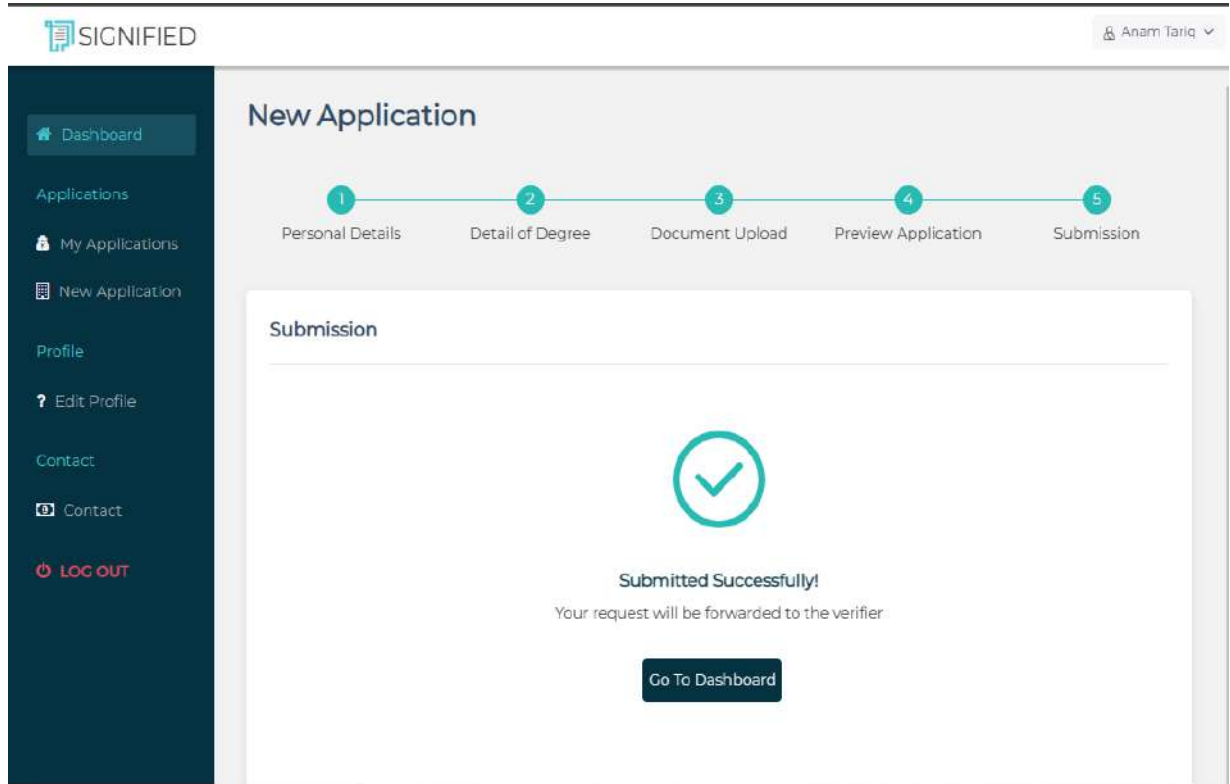 SIGNIFIED
Anam Tariq
Dashboard
Applications
My Applications
New Application
Profile
Edit Profile
Contact
Contact
LOG OUT
New Application
1 2 3 4 5
Personal Details Detail of Degree Document Upload Preview Application Submission
Submission
Submitted Successfully!
Your request will be forwarded to the verifier
Go To Dashboard